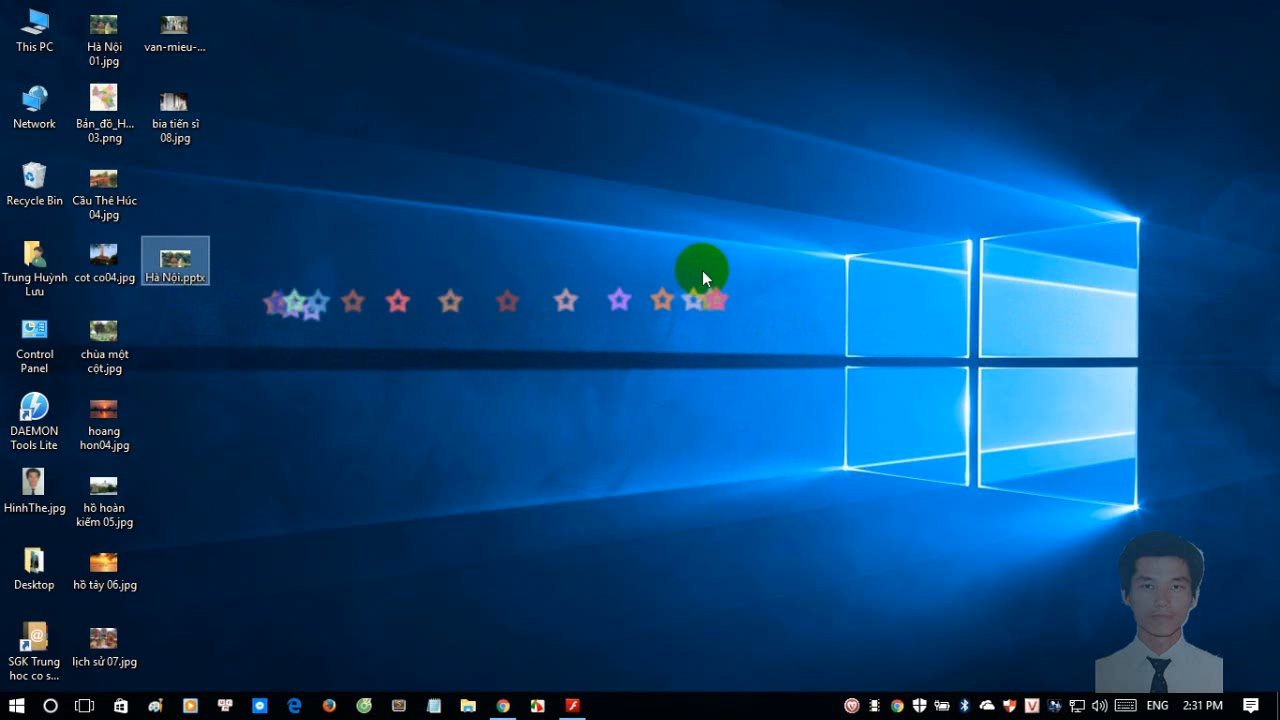 This PC
Hà Nội
01.jpg
van-mieu-...
Network
Bản_đồ_H...
03.png
bia tiến sì
08.jpg
Recycle Bin
Cầu Thê Húc
04.jpg
Trung Huỳnh
Lưu
cot co04.jpg
Hà Nội.pptx
Control
Panel
chùa một
cột.jpg
DAEMON
Tools Lite
hoang
hon04.jpg
HinhThe.jpg
hồ hoàn
kiếm 05.jpg
Desktop
hồ tây 06.jpg
SGK Trung
hoc co s...
lịch sử 07.jpg
ENG
2:31 PM